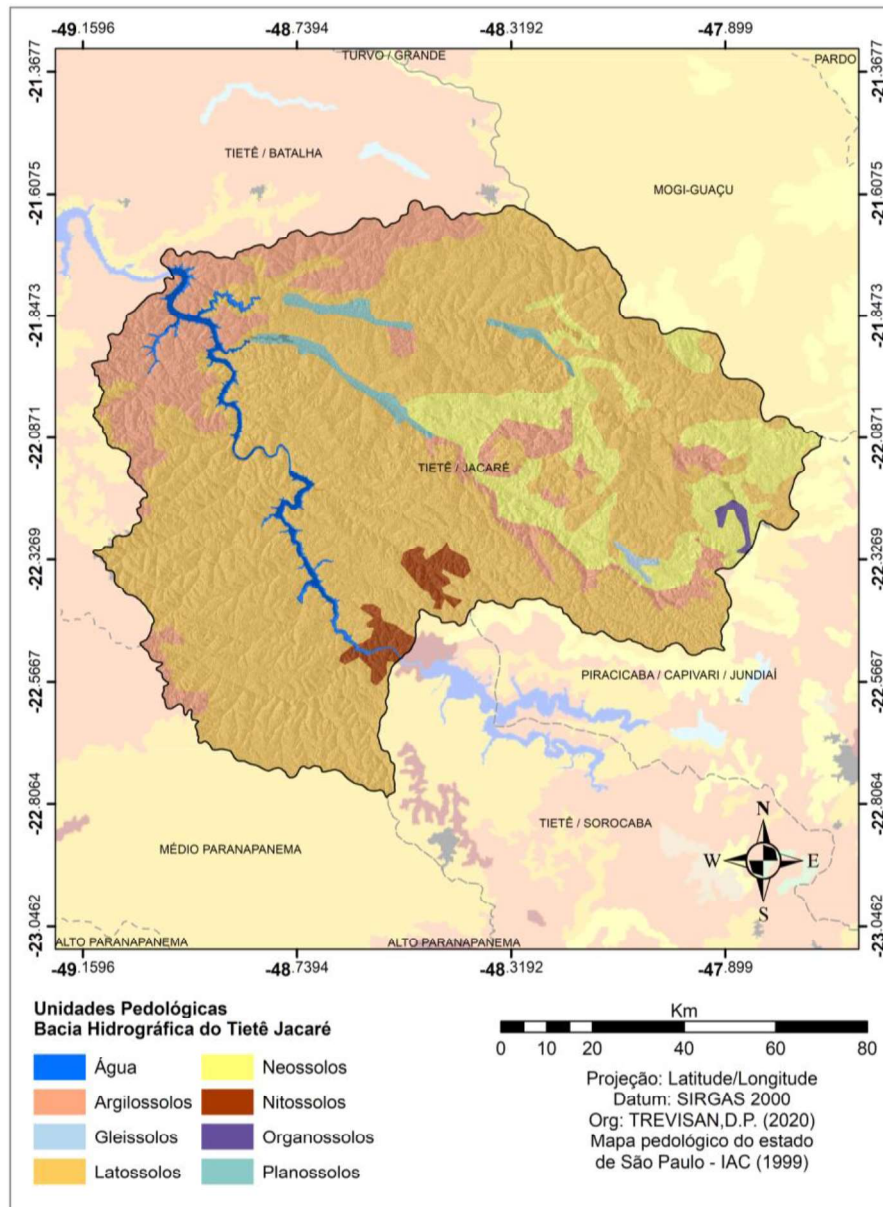 -49.1596 -48.7394 -48.3192 -47.899
-21.3677 -21.3677
TURVO / GRANDE
PARDO
TIETÊ / BATALHA
MOGI-GUAÇU
-21.6075 -21.6075
-21.8473 -21.8473
-22.0871 -22.0871
TIETÊ / JACARÉ
-22.3269 -22.3269
-22.5667 -22.5667
PIRACICABA / CAPIVARI / JUNDIAÍ
-22.8064 -22.8064
TIETÊ / SOROCABA
MÉDIO PARANAPANEMA
N
W E
S
-23.0462 -23.0462
ALTO PARANAPANEMA ALTO PARANAPANEMA
-49.1596 -48.7394 -48.3192 -47.899
Unidades Pedológicas
Bacia Hidrográfica do Tietê Jacaré
Água
Argilossolos
Gleissolos
Latossolos
Neossolos
Nitossolos
Organossolos
Planossolos
Km
0 10 20 40 60 80
Projeção: Latitude/Longitude
Datum: SIRGAS 2000
Org: TREVISAN,D.P. (2020)
Mapa pedológico do estado
de São Paulo - IAC (1999)